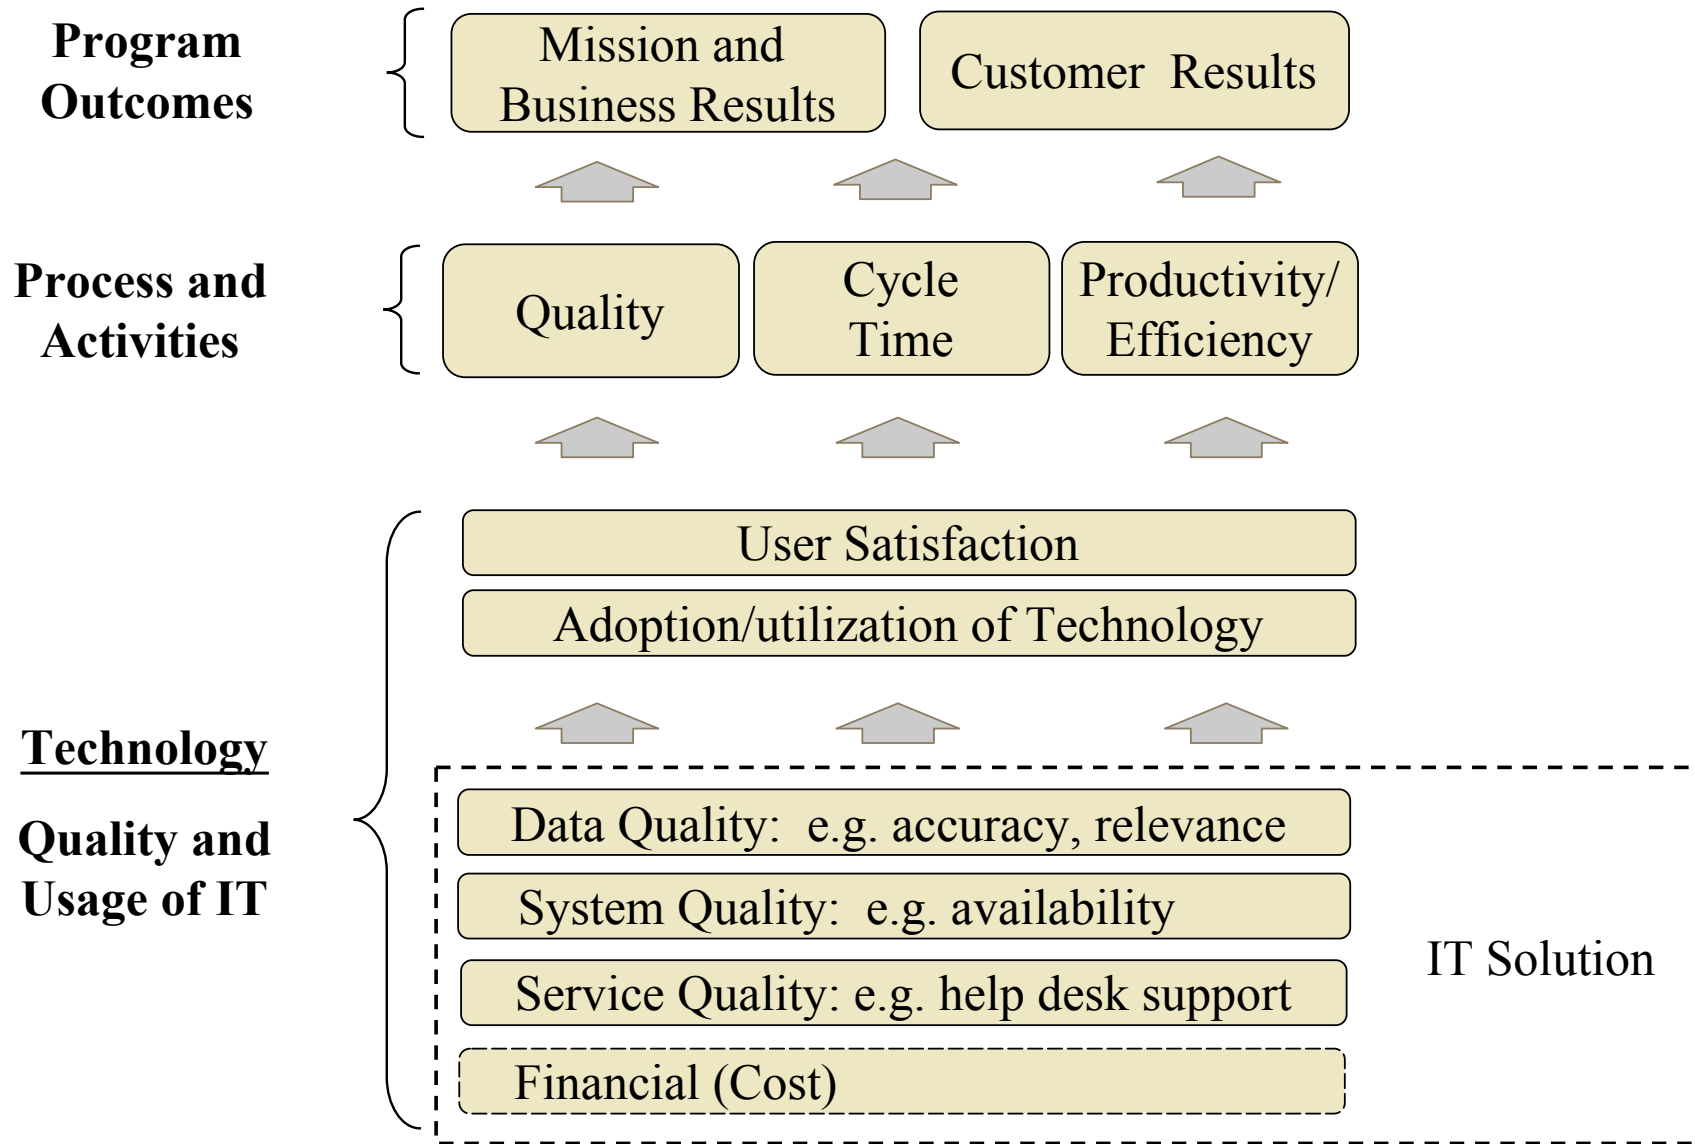 Program
Outcomes
Mission and
Business Results
Customer Results
Process and
Activities
Quality
Cycle
Time
Productivity/
Efficiency
User Satisfaction
Adoption/utilization of Technology
Technology
Quality and
Usage of IT
Data Quality: e.g. accuracy, relevance
System Quality: e.g. availability
Service Quality: e.g. help desk support
Financial (Cost)
IT Solution